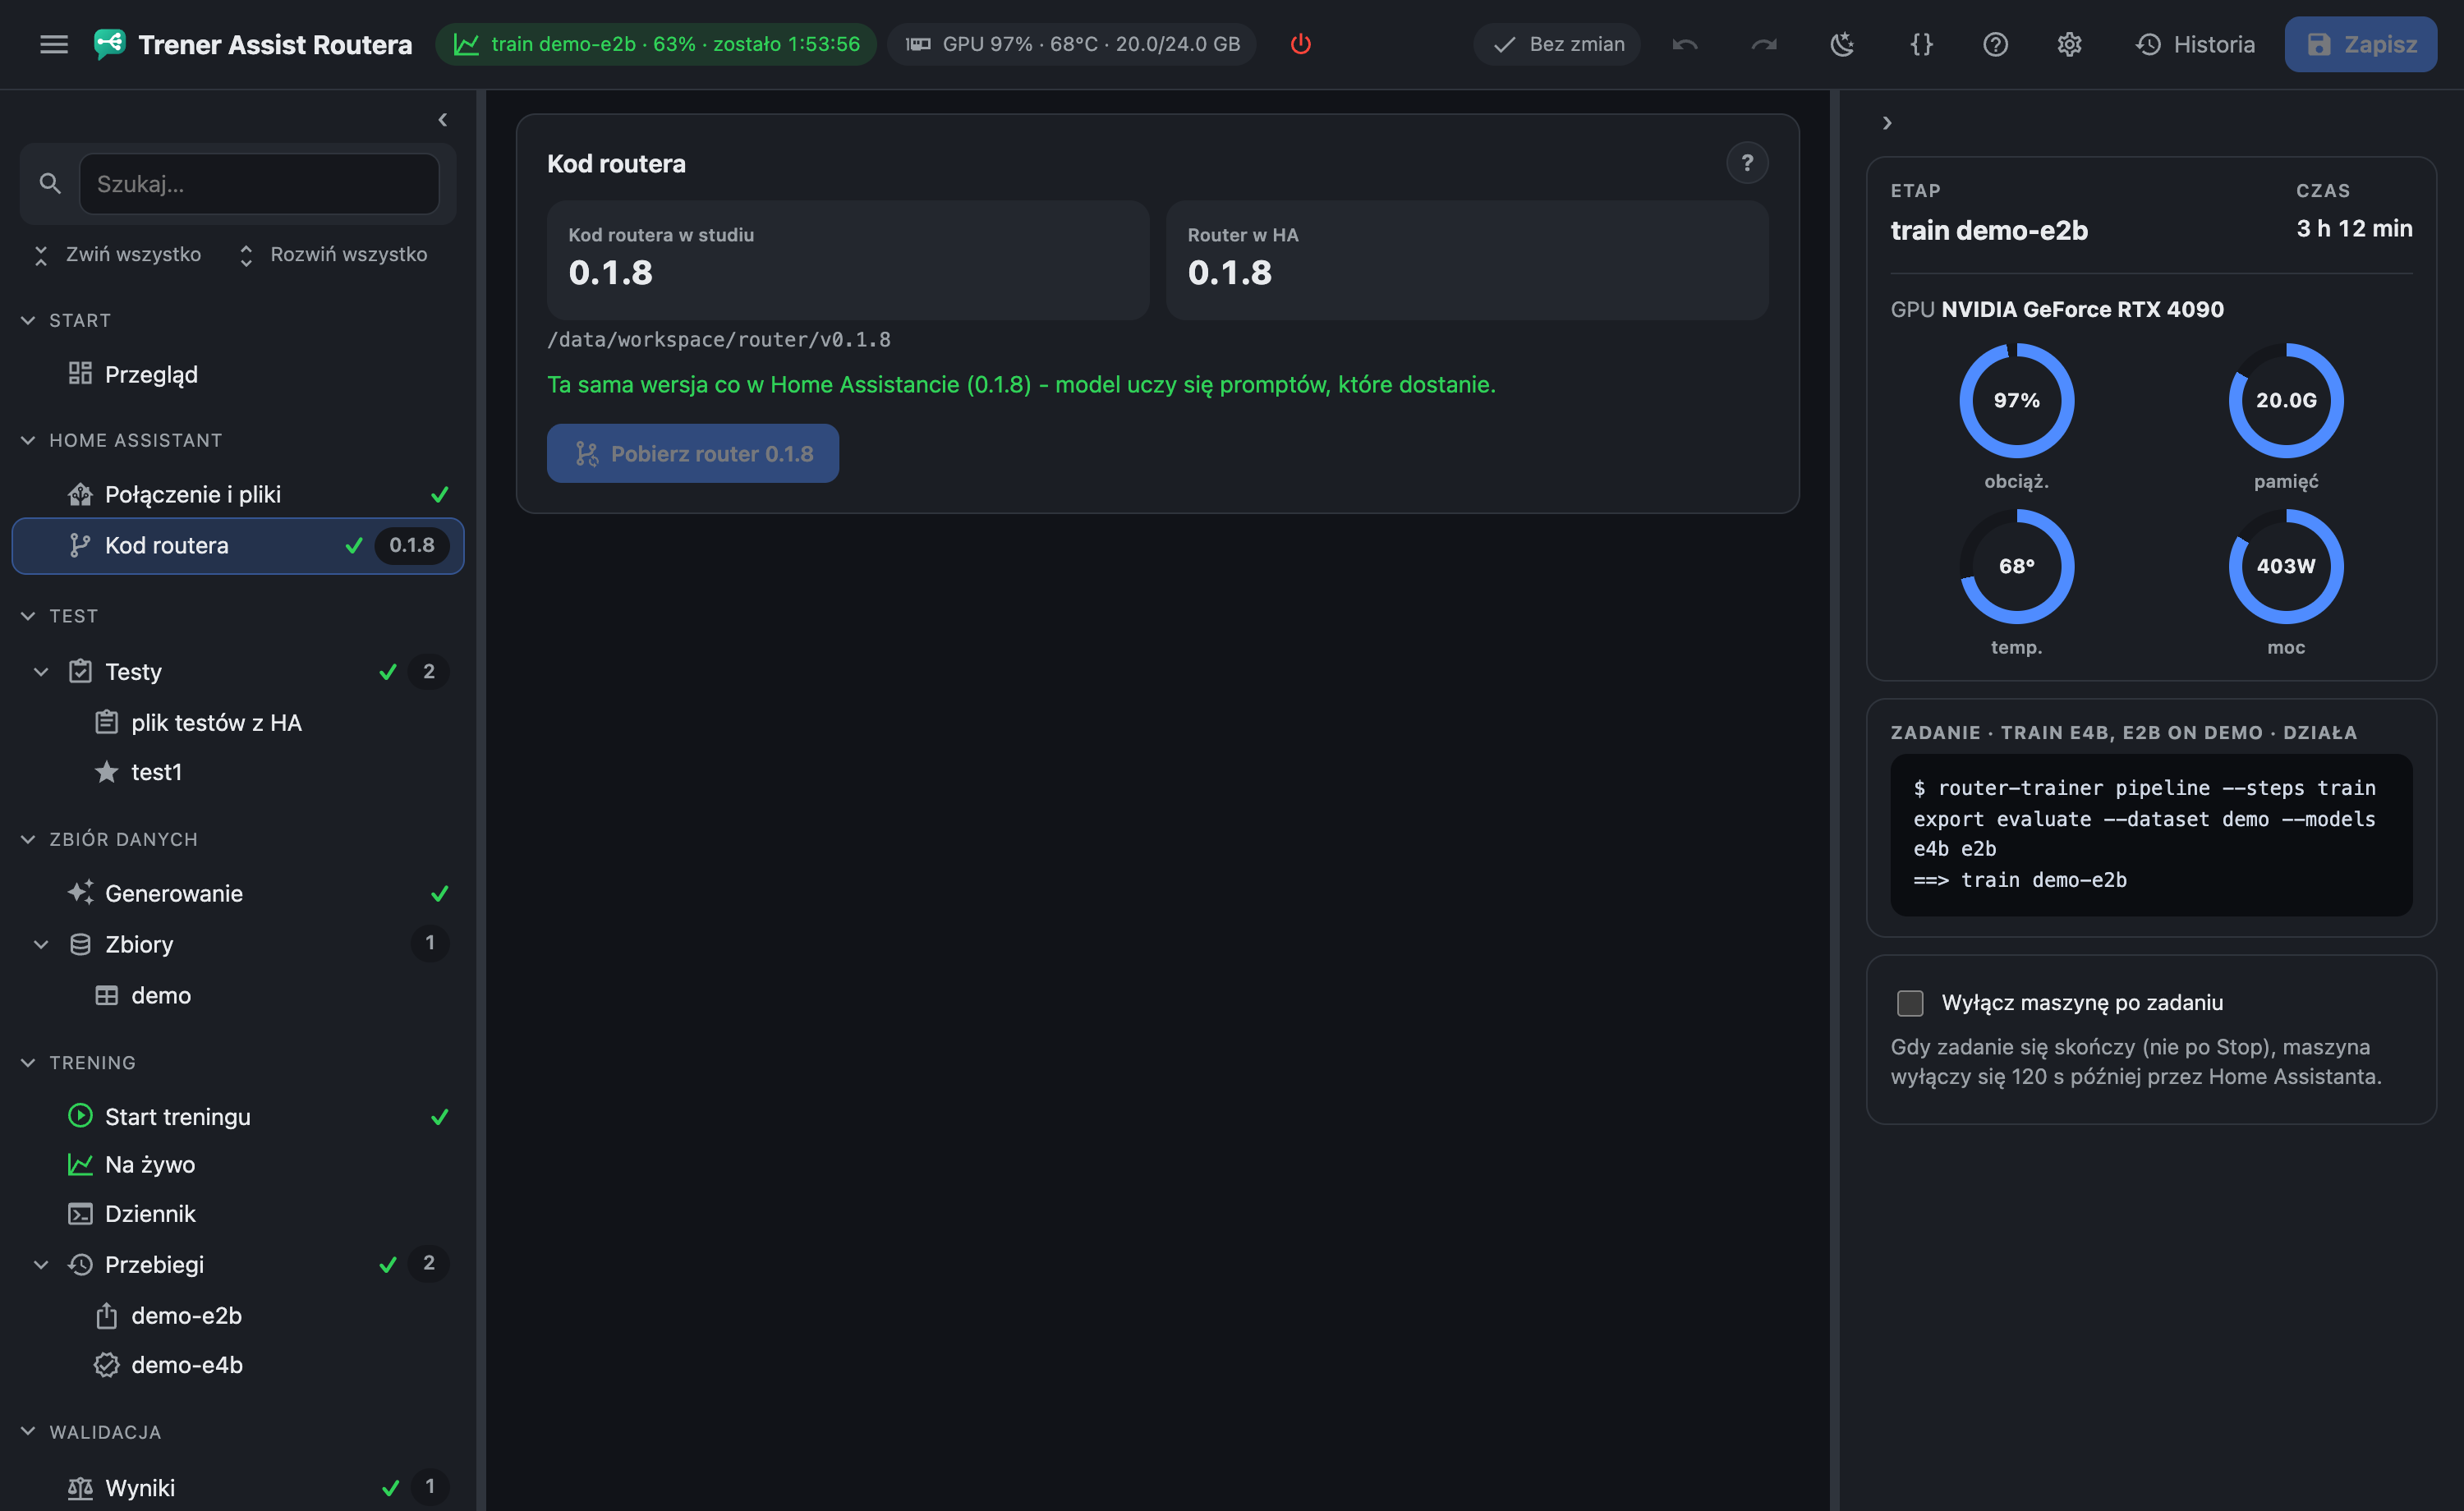 Trener Assist Routera
train demo-e2b · 63% · zostało 1:53:56
GPU 97% · 68°C · 20.0/24.0 GB
Bez zmian
Historia
Zapisz
Szukaj...
Zwiń wszystko
Rozwiń wszystko
START
Przegląd
HOME ASSISTANT
Połączenie i pliki
Kod routera
0.1.8
TEST
Testy
2
plik testów z HA
test1
ZBIÓR DANYCH
Generowanie
Zbiory
1
demo
TRENING
Start treningu
Na żywo
Dziennik
Przebiegi
2
demo-e2b
demo-e4b
WALIDACJA
Wyniki
1
Kod routera
?
Kod routera w studiu
0.1.8
Router w HA
0.1.8
/data/workspace/router/v0.1.8
Ta sama wersja co w Home Assistancie (0.1.8) - model uczy się promptów, które dostanie.
Pobierz router 0.1.8
ETAP
train demo-e2b
CZAS
3 h 12 min
GPU NVIDIA GeForce RTX 4090
97%
obciąż.
20.0G
pamięć
68°
temp.
403W
moc
ZADANIE · TRAIN E4B, E2B ON DEMO · DZIAŁA
$ router-trainer pipeline --steps train
export evaluate --dataset demo --models
e4b e2b
==> train demo-e2b
Wyłącz maszynę po zadaniu
Gdy zadanie się skończy (nie po Stop), maszyna
wyłączy się 120 s później przez Home Assistanta.